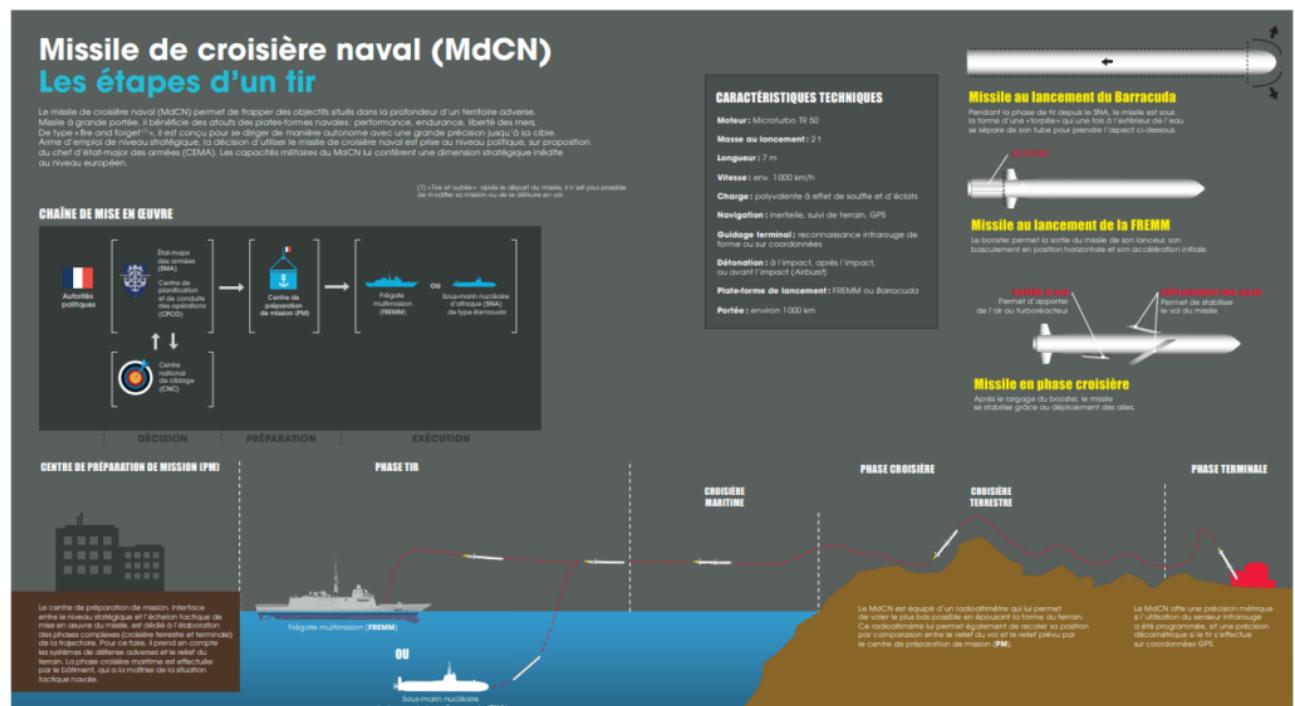 Missile de croisière naval (MdCN)
Les étapes d'un tir
Le missile de croisière naval (MdCN) permet de frapper des objectifs situés dans la profondeur d'un territoire adverse.
Missile à grande portée, il bénéficie des atouts des plates-formes navales : performance, endurance, liberté des mers.
De type « fire and forget (1) », il est conçu pour se diriger de manière autonome avec une grande précision jusqu'à sa cible.
Arme d'emploi de niveau stratégique, la décision d'utiliser le missile de croisière naval est prise au niveau politique, sur proposition
du chef d'état-major des armées (CEMA). Les capacités militaires du MdCN lui confèrent une dimension stratégique inédite
au niveau européen.
(1) «Tire et oublie» : après le départ du missile, il n'est plus possible
de modifier sa mission ou de le détruire en vol.
CHAÎNE DE MISE EN ŒUVRE
Autorités
politiques
État-major
des armées
(EMA)
Centre de
planification
et de conduite
des opérations
(CPCO)
Centre
national
de ciblage
(CNC)
Centre de
préparation
de mission (PM)
Frégate
multimission
(FREMM)
OU
Sous-marin nucléaire
d'attaque (SNA)
de type Barracuda
DÉCISION
PRÉPARATION
EXÉCUTION
CARACTÉRISTIQUES TECHNIQUES
Moteur : Microturbo TR 50
Masse au lancement : 2 t
Longueur : 7 m
Vitesse : env. 1 000 km/h
Charge : polyvalente à effet de souffle et d'éclats
Navigation : inertielle, suivi de terrain, GPS
Guidage terminal : reconnaissance infrarouge de
forme ou sur coordonnées
Détonation : à l'impact, après l'impact,
ou avant l'impact (Airburst)
Plate-forme de lancement : FREMM ou Barracuda
Portée : environ 1 000 km
Missile au lancement du Barracuda
Pendant la phase de tir depuis le SNA, le missile est sous
la forme d'une «torpille» qui une fois à l'extérieur de l'eau
se sépare de son tube pour prendre l'aspect ci-dessous.
BOOSTER
Missile au lancement de la FREMM
Le booster permet la sortie du missile de son lanceur, son
basculement en position horizontale et son accélération initiale.
ENTRÉE D'AIR
Permet d'apporter
de l'air au turboréacteur
DÉPLOIEMENT DES AILES
Permet de stabiliser
le vol du missile
Missile en phase croisière
Après le largage du booster, le missile
se stabilise grâce au déploiement des ailes.
CENTRE DE PRÉPARATION DE MISSION (PM)
PHASE TIR
PHASE CROISIÈRE
PHASE TERMINALE
CROISIÈRE
MARITIME
CROISIÈRE
TERRESTRE
Le centre de préparation de mission, interface
entre le niveau stratégique et l'échelon tactique de
mise en œuvre du missile, est dédié à l'élaboration
des phases complexes (croisière terrestre et terminale)
de la trajectoire. Pour ce faire, il prend en compte
les systèmes de défense adverses et le relief du
terrain. La phase croisière maritime est effectuée
par le bâtiment, qui a la maîtrise de la situation
tactique navale.
Frégate multimission (FREMM)
OU
Sous-marin nucléaire
Le MdCN est équipé d'un radioaltimètre qui lui permet
de voler le plus bas possible en épousant la forme du terrain.
Ce radioaltimètre lui permet également de recaler sa position
par comparaison entre le relief du vol et le relief prévu par
le centre de préparation de mission (PM).
Le MdCN offre une précision métrique
si l'utilisation du senseur infrarouge
a été programmée, et une précision
décamétrique si le tir s'effectue
sur coordonnées GPS.